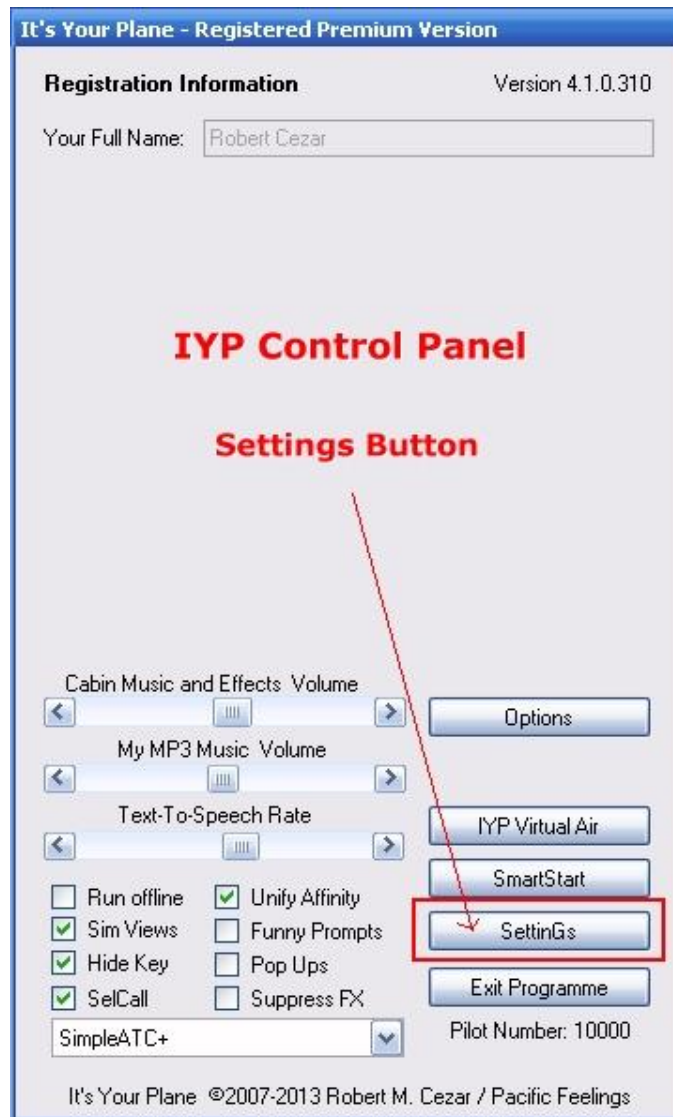 It's Your Plane - Registered Premium Version
Registration Information Version 4.1.0.310
Your Full Name: Robert Cezar
IYP Control Panel
Settings Button
Cabin Music and Effects Volume
Options
My MP3 Music Volume
Text-To-Speech Rate
IYP Virtual Air
SmartStart
Run offline Unify Affinity
Sim Views Funny Prompts
SettinGs
Hide Key Pop Ups
SelCall Suppress FX
Exit Programme
SimpleATC+
Pilot Number: 10000
It's Your Plane ©2007-2013 Robert M. Cezar / Pacific Feelings